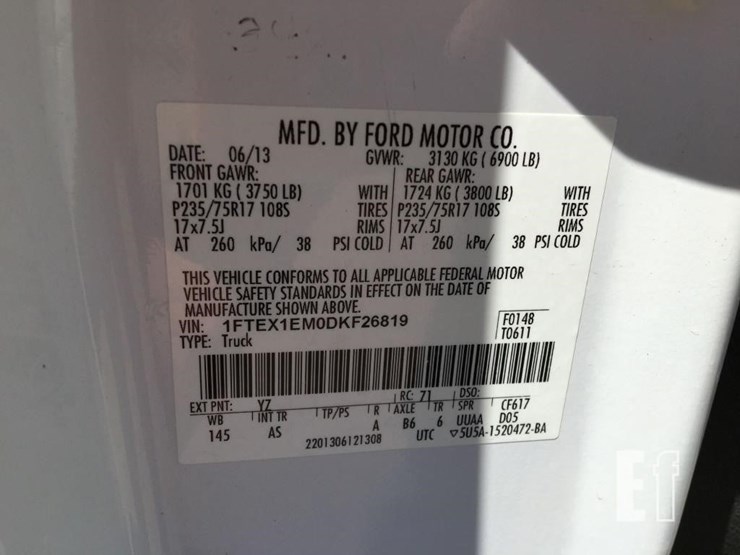 MFD. BY FORD MOTOR CO.
DATE: 06/13 GVWR: 3130 KG ( 6900 LB)
FRONT GAWR: REAR GAWR:
1701 KG ( 3750 LB) WITH 1724 KG ( 3800 LB) WITH
P235/75R17 108S TIRES P235/75R17 108S TIRES
17x7.5J RIMS 17x7.5J RIMS
AT 260 kPa/ 38 PSI COLD AT 260 kPa/ 38 PSI COLD
THIS VEHICLE CONFORMS TO ALL APPLICABLE FEDERAL MOTOR
VEHICLE SAFETY STANDARDS IN EFFECT ON THE DATE OF
MANUFACTURE SHOWN ABOVE.
VIN: 1FTEX1EM0DKF26819 F0148
TYPE: Truck T0611
EXT PNT: YZ RC: 71 DSO:
WB INT TR TP/PS R AXLE TR SPR CF617
145 AS A B6 6 UUAA D05
2201306121308 UTC ▽5U5A-1520472-BA
Ef